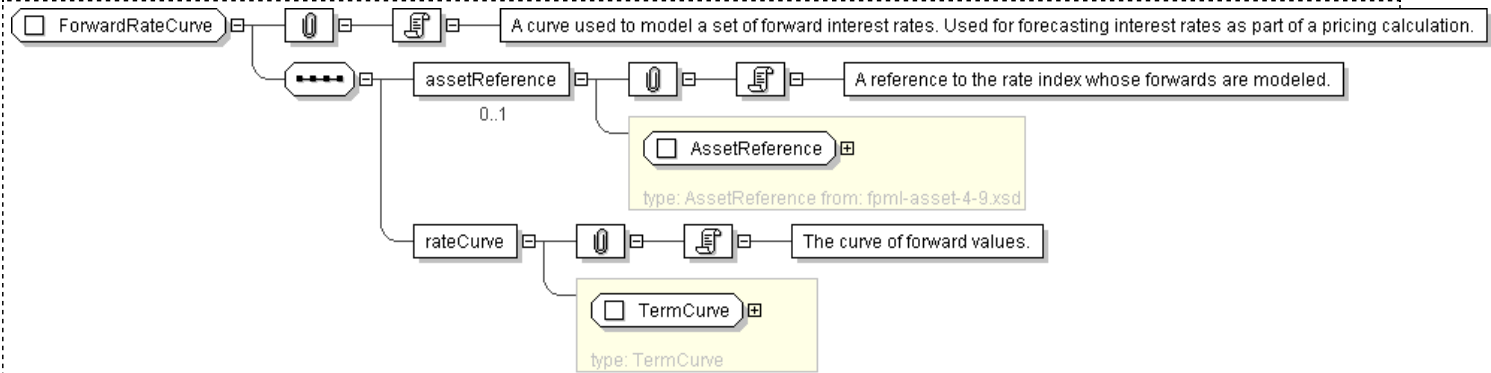 ForwardRateCurve
A curve used to model a set of forward interest rates. Used for forecasting interest rates as part of a pricing calculation.
assetReference
A reference to the rate index whose forwards are modeled.
0..1
AssetReference
type: AssetReference from: fpml-asset-4-9.xsd
rateCurve
The curve of forward values.
TermCurve
type: TermCurve